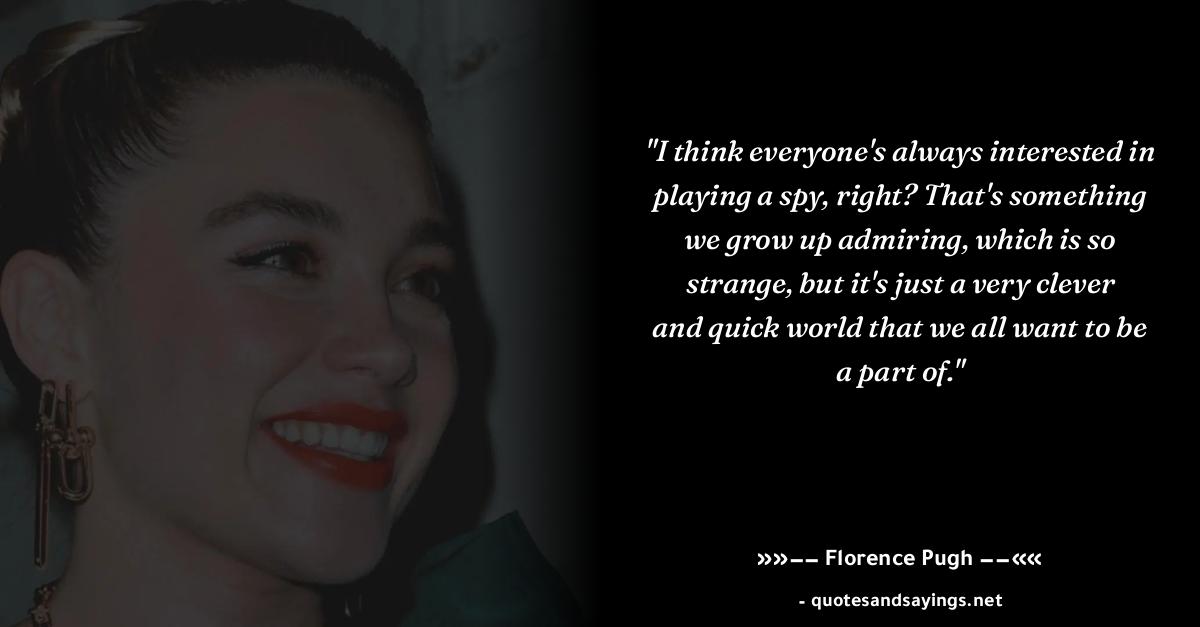 "I think everyone's always interested in
playing a spy, right? That's something
we grow up admiring, which is so
strange, but it's just a very clever
and quick world that we all want to be
a part of."
»»−− Florence Pugh −−««
- quotesandsayings.net